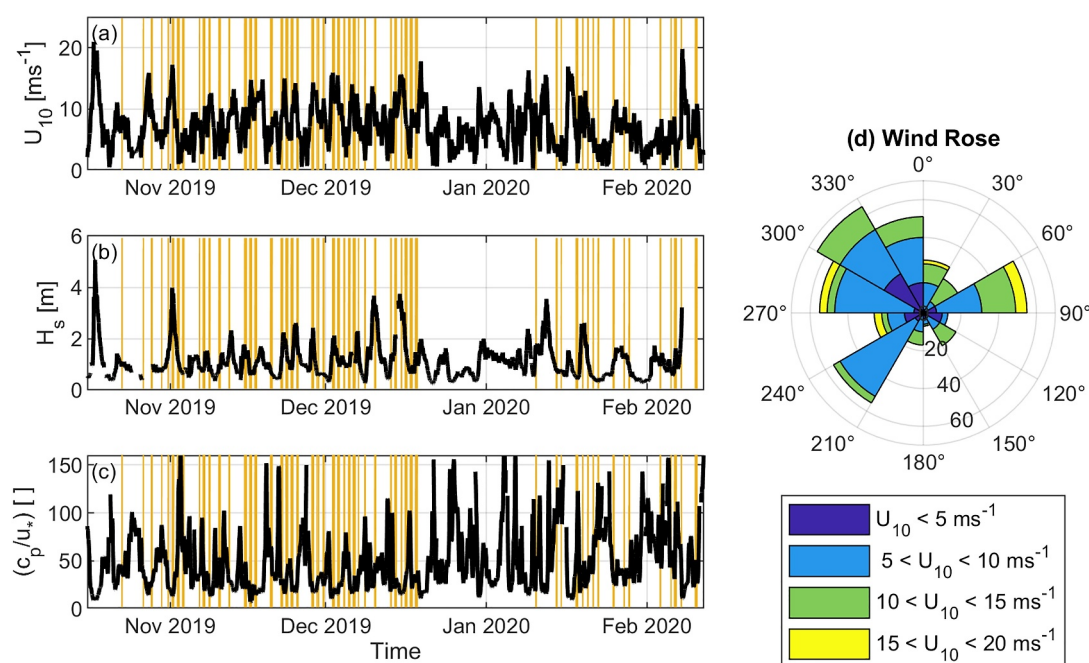 (a)
20
10
0
U10 [ms-1]
Nov 2019 Dec 2019 Jan 2020 Feb 2020
(b)
6
4
2
0
Hs [m]
Nov 2019 Dec 2019 Jan 2020 Feb 2020
(c)
150
100
50
0
(cp/u*) [ ]
Nov 2019 Dec 2019 Jan 2020 Feb 2020
Time
(d) Wind Rose
0°
330° 30°
300° 60°
270° 90°
20
240° 40 120°
60
210° 150°
180°
U10 < 5 ms-1
5 < U10 < 10 ms-1
10 < U10 < 15 ms-1
15 < U10 < 20 ms-1